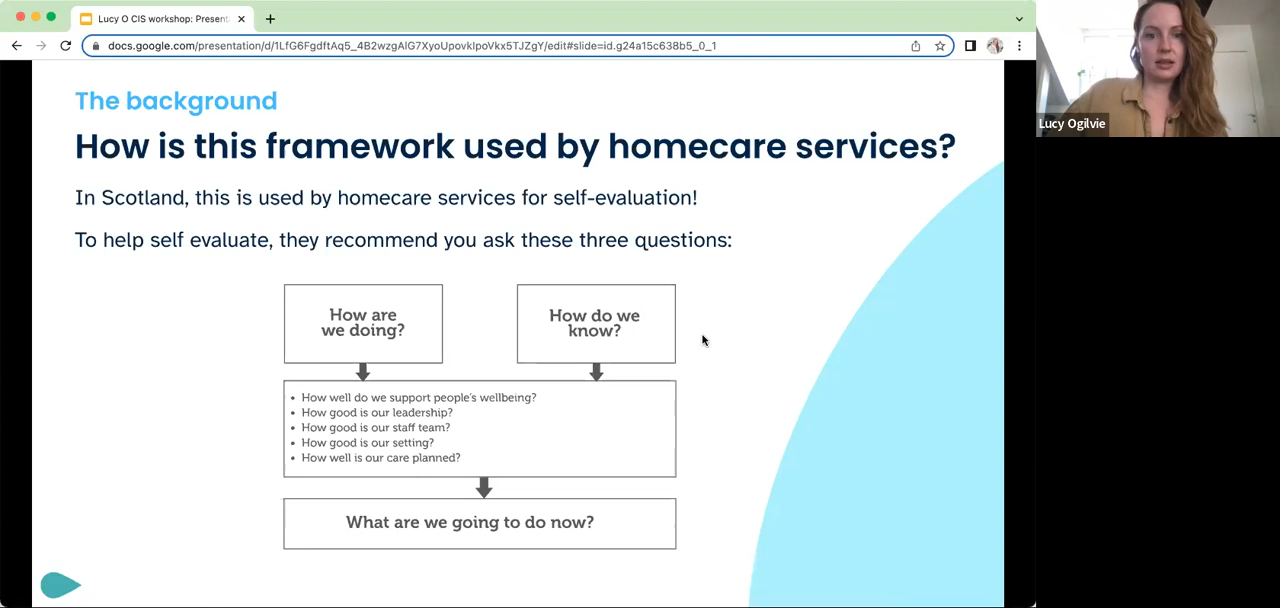 Lucy O CIS workshop: Present
docs.google.com/presentation/d/1LfG6FgdftAq5_4B2wzgAlG7XyoUpovklpoVkx5TJZgY/edit#slide=id.g24a15c638b5_0_1
Lucy Ogilvie
The background
How is this framework used by homecare services?
In Scotland, this is used by homecare services for self-evaluation!
To help self evaluate, they recommend you ask these three questions:
How are
we doing?
How do we
know?
• How well do we support people's wellbeing?
• How good is our leadership?
• How good is our staff team?
• How good is our setting?
• How well is our care planned?
What are we going to do now?